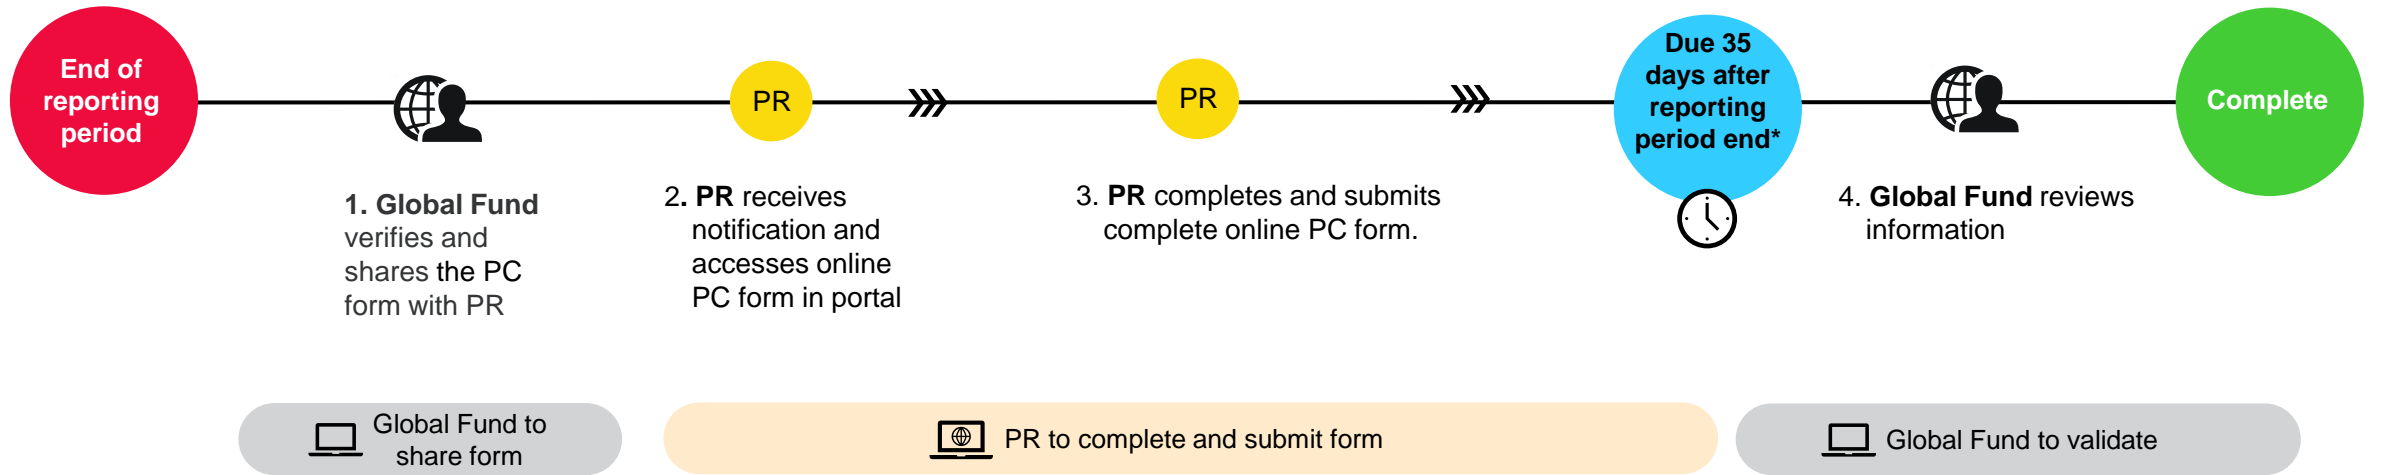 End of
reporting
period
PR
PR
Due 35
days after
reporting
period end*
Complete
1. Global Fund
verifies and
shares the PC
form with PR
2. PR receives
notification and
accesses online
PC form in portal
3. PR completes and submits
complete online PC form.
4. Global Fund reviews
information
Global Fund to
share form
PR to complete and submit form
Global Fund to validate